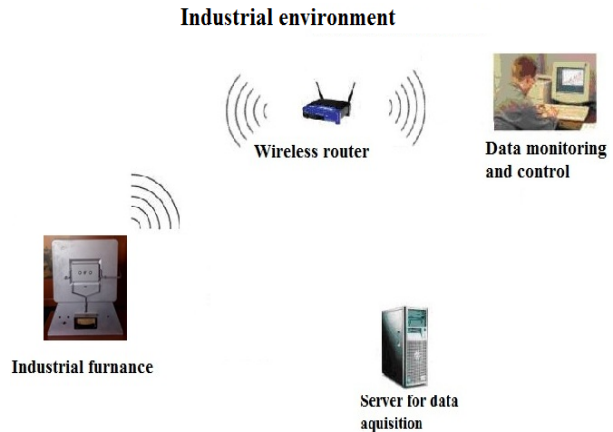 Industrial environment
Wireless router
Data monitoring
and control
Industrial furnance
Server for data
aquisition